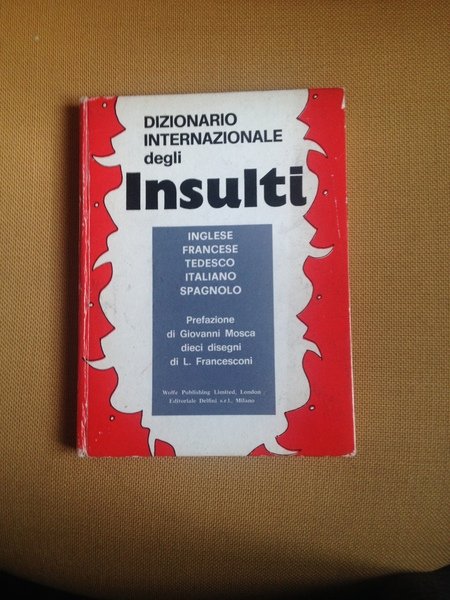 DIZIONARIO
INTERNAZIONALE
degli
Insulti
INGLESE
FRANCESE
TEDESCO
ITALIANO
SPAGNOLO
Prefazione
di Giovanni Mosca
dieci disegni
di L. Francesconi
Wolfe Publishing Limited, London
Editoriale Delfini s.r.l., Milano